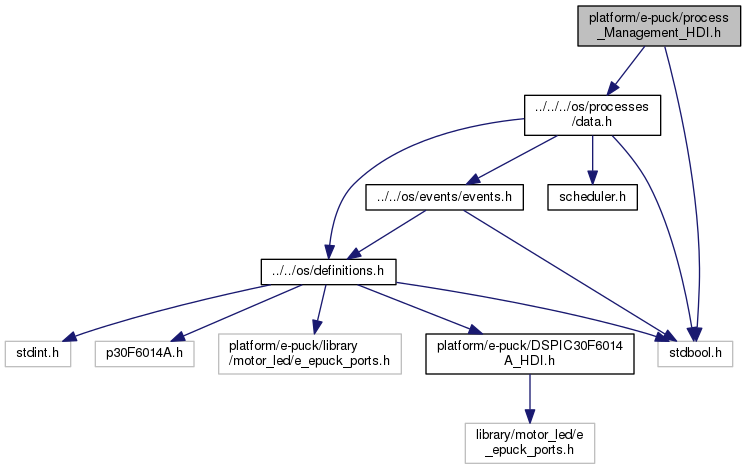 platform/e-puck/process
_Management_HDI.h
../../../os/processes
/data.h
../../os/events/events.h
scheduler.h
../../os/definitions.h
stdint.h
p30F6014A.h
platform/e-puck/library
/motor_led/e_epuck_ports.h
platform/e-puck/DSPIC30F6014
A_HDI.h
stdbool.h
library/motor_led/e
_epuck_ports.h